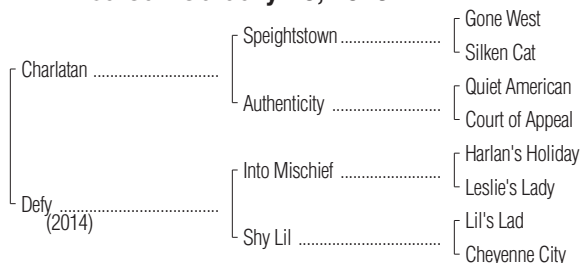 Gone West
Speightstown
Silken Cat
Charlatan
Quiet American
Authenticity
Court of Appeal
Harlan's Holiday
Into Mischief
Leslie's Lady
Defy
(2014)
Lil's Lad
Shy Lil
Cheyenne City